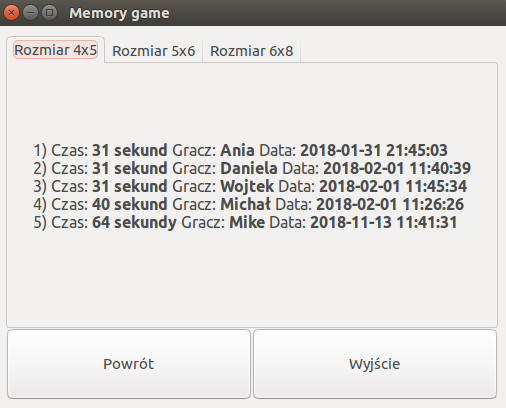 Memory game
Rozmiar 4x5 Rozmiar 5x6 Rozmiar 6x8
1) Czas: 31 sekund Gracz: Ania Data: 2018-01-31 21:45:03
2) Czas: 31 sekund Gracz: Daniela Data: 2018-02-01 11:40:39
3) Czas: 31 sekund Gracz: Wojtek Data: 2018-02-01 11:45:34
4) Czas: 40 sekund Gracz: Michał Data: 2018-02-01 11:26:26
5) Czas: 64 sekundy Gracz: Mike Data: 2018-11-13 11:41:31
Powrót Wyjście